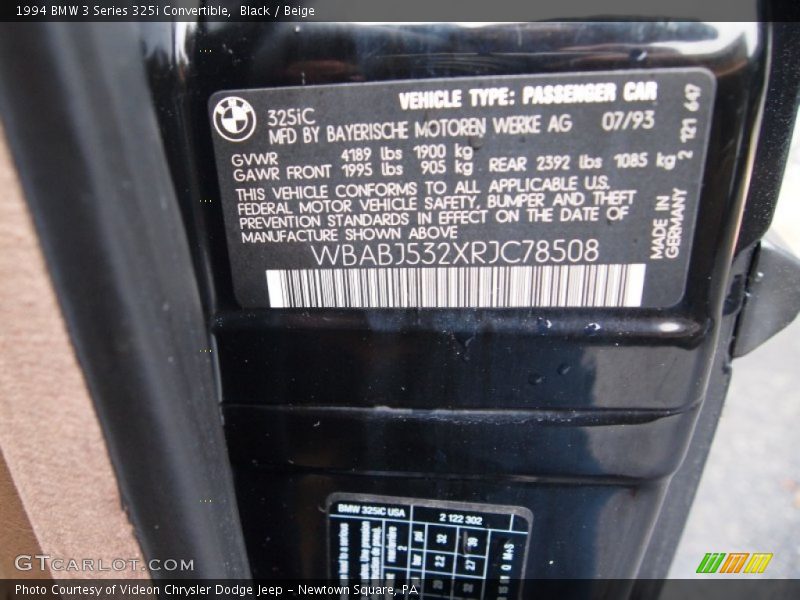 1994 BMW 3 Series 325i Convertible, Black / Beige
BMW
325iC
VEHICLE TYPE: PASSENGER CAR
MFD BY BAYERISCHE MOTOREN WERKE AG 07/93
GVWR 4189 lbs 1900 kg
GAWR FRONT 1995 lbs 905 kg REAR 2392 lbs 1085 kg
THIS VEHICLE CONFORMS TO ALL APPLICABLE U.S.
FEDERAL MOTOR VEHICLE SAFETY, BUMPER AND THEFT
PREVENTION STANDARDS IN EFFECT ON THE DATE OF
MANUFACTURE SHOWN ABOVE
WBABJ532XRJC78508
2 121 647
MADE IN
GERMANY
BMW 325iC USA 2 122 302
GTCARLOT.COM
Photo Courtesy of Videon Chrysler Dodge Jeep - Newtown Square, PA